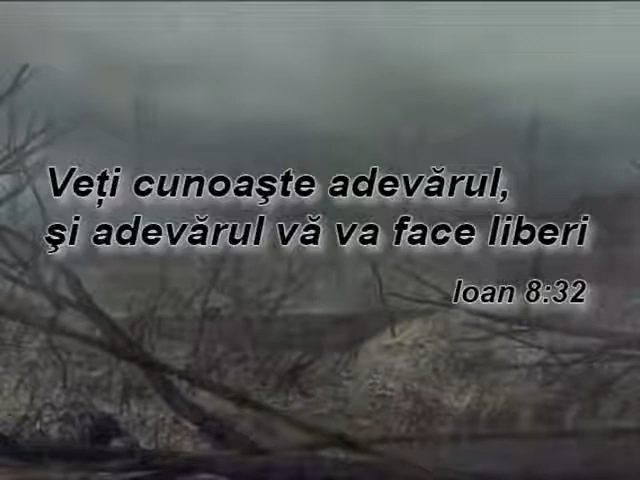 Veți cunoaşte adevărul,
şi adevărul vă va face liberi
Ioan 8:32